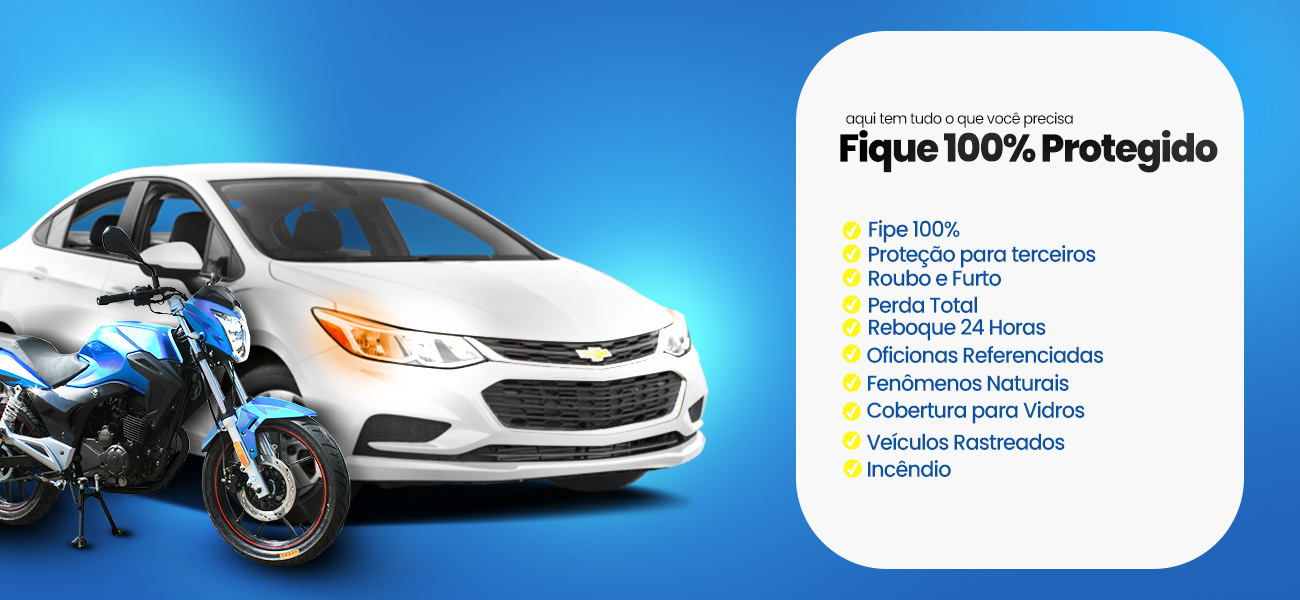 aqui tem tudo o que você precisa
Fique 100% Protegido
Fipe 100%
Proteção para terceiros
Roubo e Furto
Perda Total
Reboque 24 Horas
Oficionas Referenciadas
Fenômenos Naturais
Cobertura para Vidros
Veículos Rastreados
Incêndio